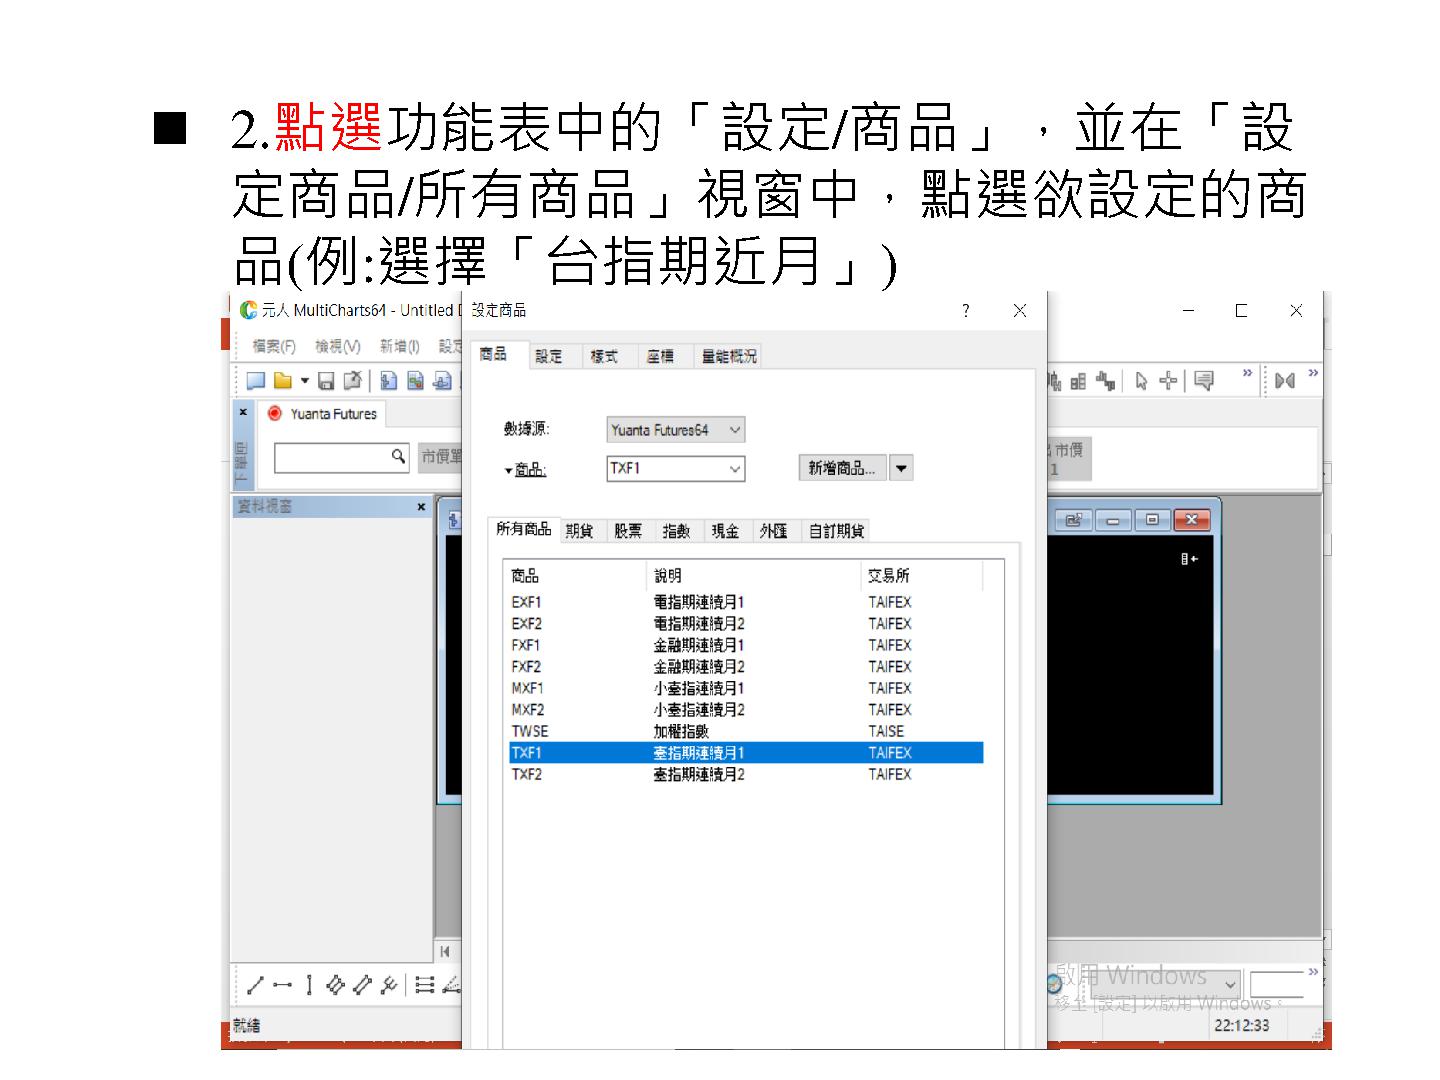 ■ 2.點選功能表中的「設定/商品」，並在「設
定商品/所有商品」視窗中，點選欲設定的商
品(例:選擇「台指期近月」)
元大 MultiCharts64 - Untitled
設定商品
檔案(F) 檢視(V) 新增(I) 設定
商品 設定 樣式 座標 量能概況
Yuanta Futures
數據源: Yuanta Futures64
市價單
商品: TXF1 新增商品...
市價
1
下單匣
資料視窗
所有商品 期貨 股票 指數 現金 外匯 自訂期貨
商品 說明 交易所
EXF1 電指期連續月1 TAIFEX
EXF2 電指期連續月2 TAIFEX
FXF1 金融期連續月1 TAIFEX
FXF2 金融期連續月2 TAIFEX
MXF1 小臺指連續月1 TAIFEX
MXF2 小臺指連續月2 TAIFEX
TWSE 加權指數 TAISE
TXF1 臺指期連續月1 TAIFEX
TXF2 臺指期連續月2 TAIFEX
啟用 Windows
移至 [設定] 以啟用 Windows。
就緒
22:12:33